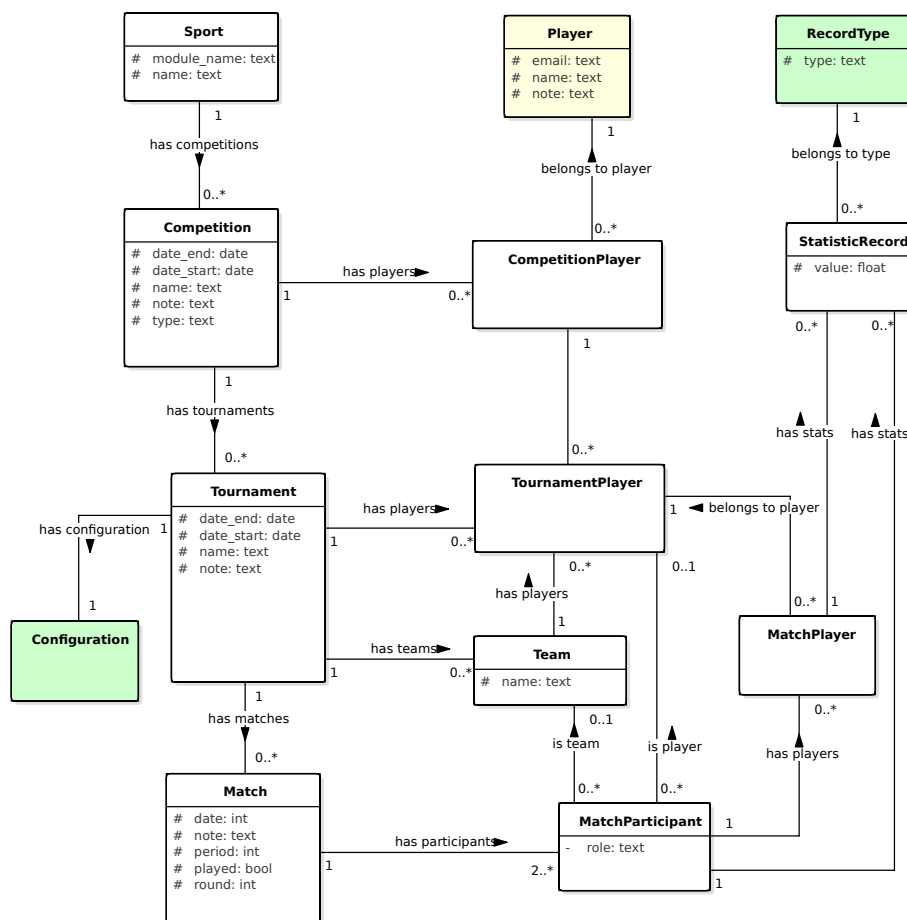 Sport
# module_name: text
# name: text
1
has competitions
0..*
Player
# email: text
# name: text
# note: text
1
belongs to player
0..*
RecordType
# type: text
1
belongs to type
0..*
Competition
# date_end: date
# date_start: date
# name: text
# note: text
# type: text
1
has players
0..*
CompetitionPlayer
StatisticRecord
# value: float
0..*
0..*
1
has tournaments
0..*
1
0..*
has stats
has stats
Tournament
# date_end: date
# date_start: date
# name: text
# note: text
has configuration
1
1
Configuration
has players
1
0..*
TournamentPlayer
1
belongs to player
0..*
1
MatchPlayer
0..*
has players
1
0..1
has teams
1
0..*
Team
# name: text
0..1
is team
0..*
is player
0..*
0..*
has players
1
has matches
0..*
Match
# date: int
# note: text
# period: int
# played: bool
# round: int
has participants
1
2..*
MatchParticipant
- role: text
1
1